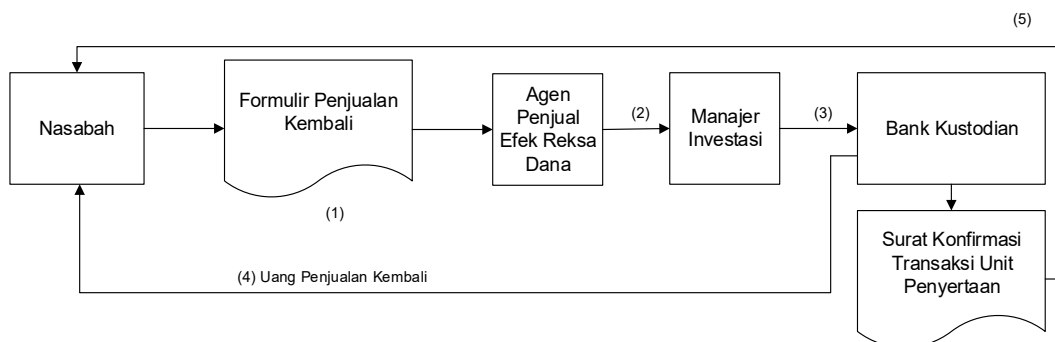 (5)
Nasabah
Formulir Penjualan
Kembali
(1)
Agen
Penjual
Efek Reksa
Dana
(2)
Manajer
Investasi
(3)
Bank Kustodian
(4) Uang Penjualan Kembali
Surat Konfirmasi
Transaksi Unit
Penyertaan